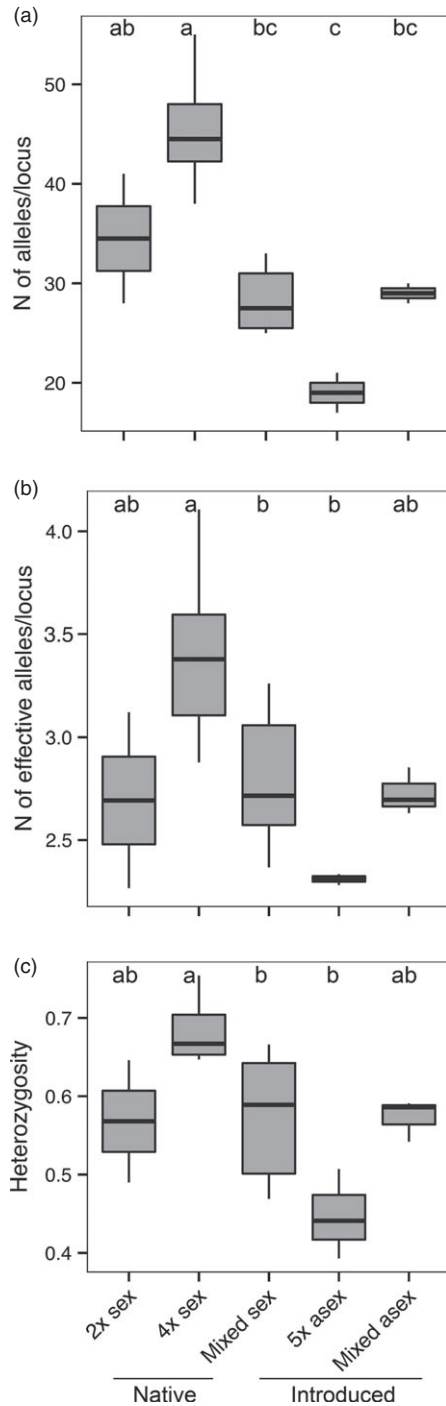 (a)
ab a bc c bc
50
40
30
20
N of alleles/locus
(b)
ab a b b ab
4.0
3.5
3.0
2.5
N of effective alleles/locus
(c)
ab a b b ab
0.7
0.6
0.5
0.4
Heterozygosity
2x sex
4x sex
Mixed sex
5x asex
Mixed asex
Native Introduced